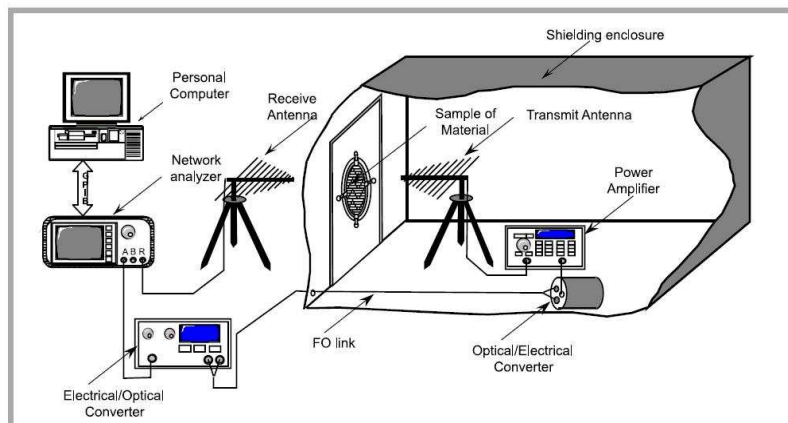 Shielding enclosure
Personal
Computer
Receive
Antenna
Sample of
Material
Transmit Antenna
Network
analyzer
Power
Amplifier
GPIB
A B R
FO link
Optical/Electrical
Converter
Electrical/Optical
Converter